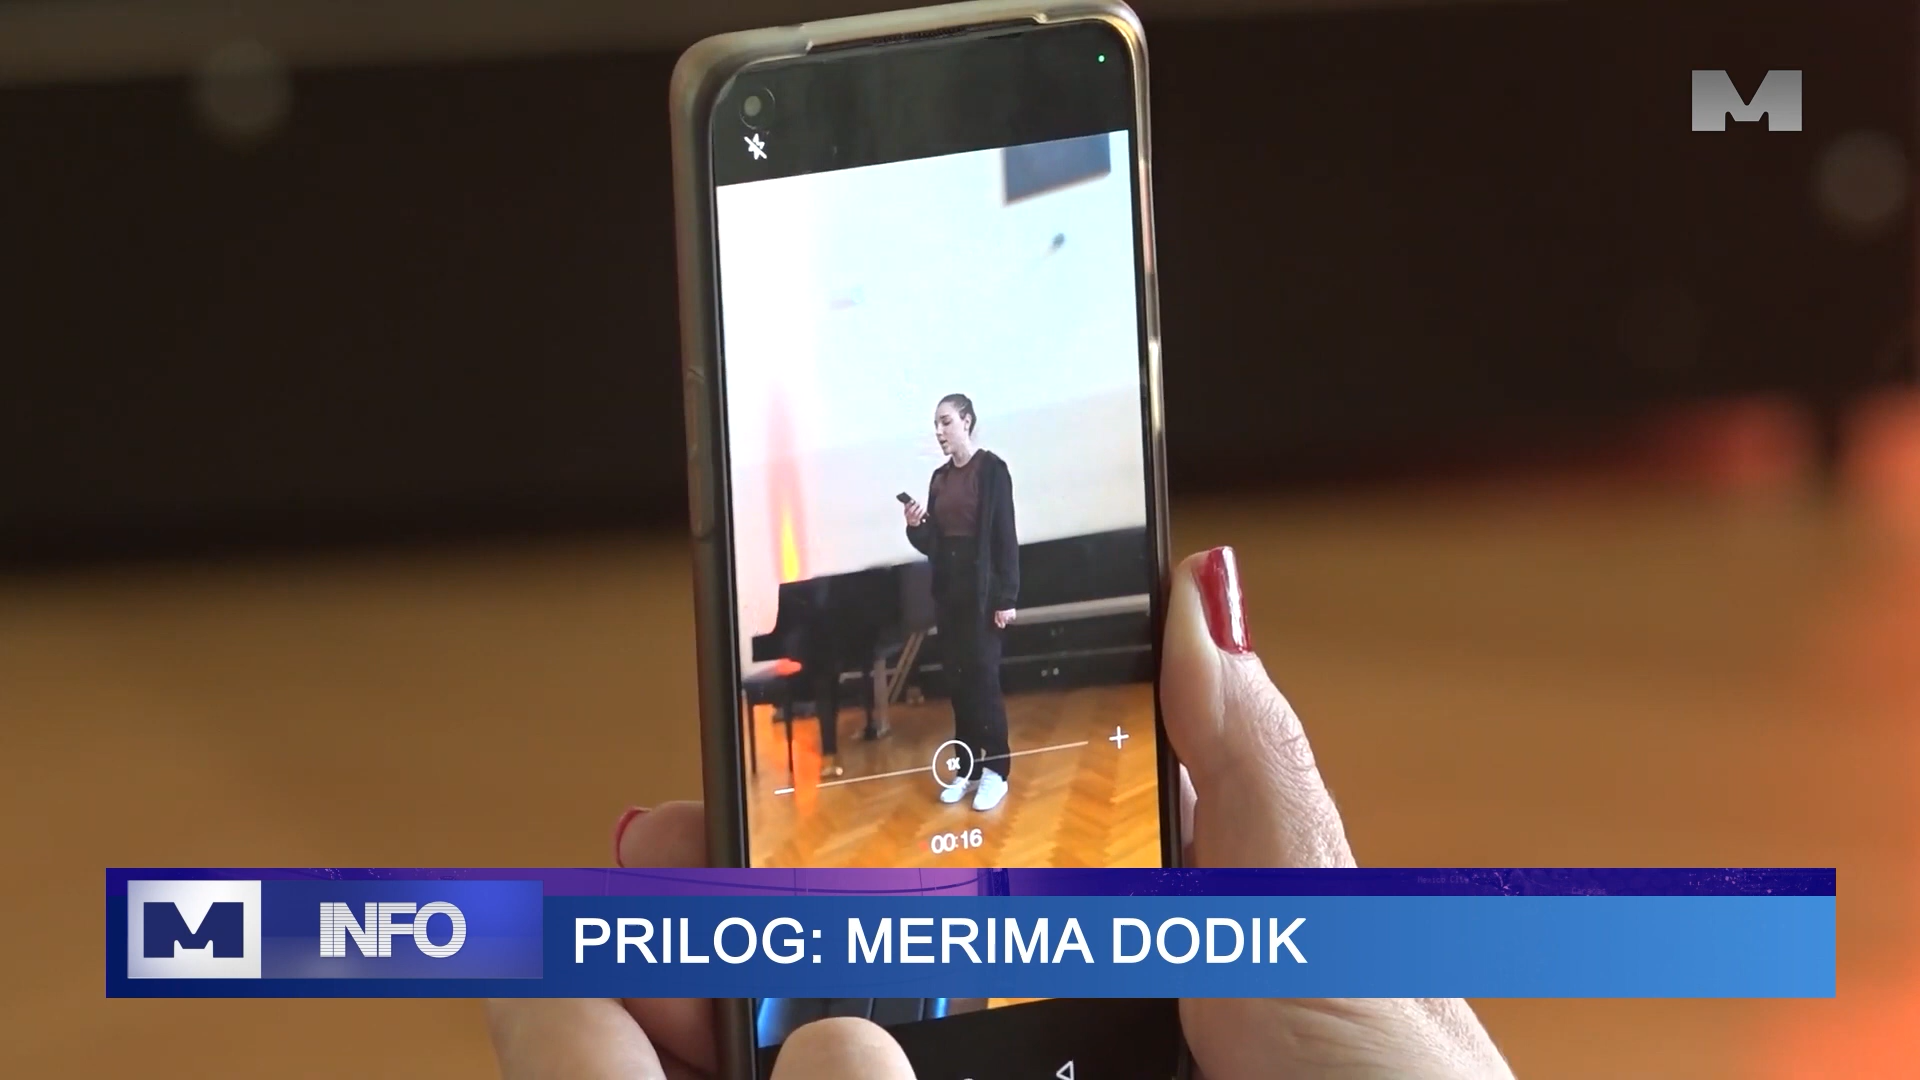 M
1X
00:16
M INFO
PRILOG: MERIMA DODIK